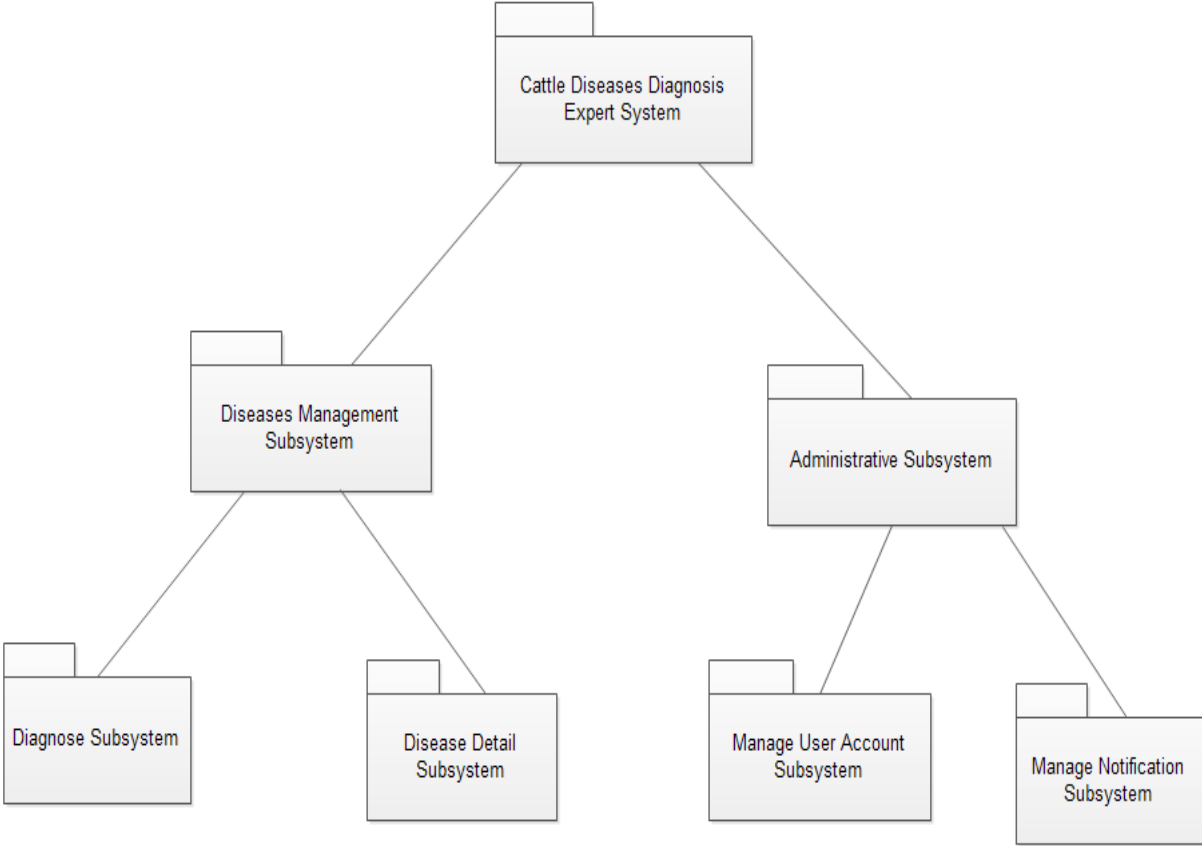 Cattle Diseases Diagnosis
Expert System
Diseases Management
Subsystem
Administrative Subsystem
Diagnose Subsystem
Disease Detail
Subsystem
Manage User Account
Subsystem
Manage Notification
Subsystem